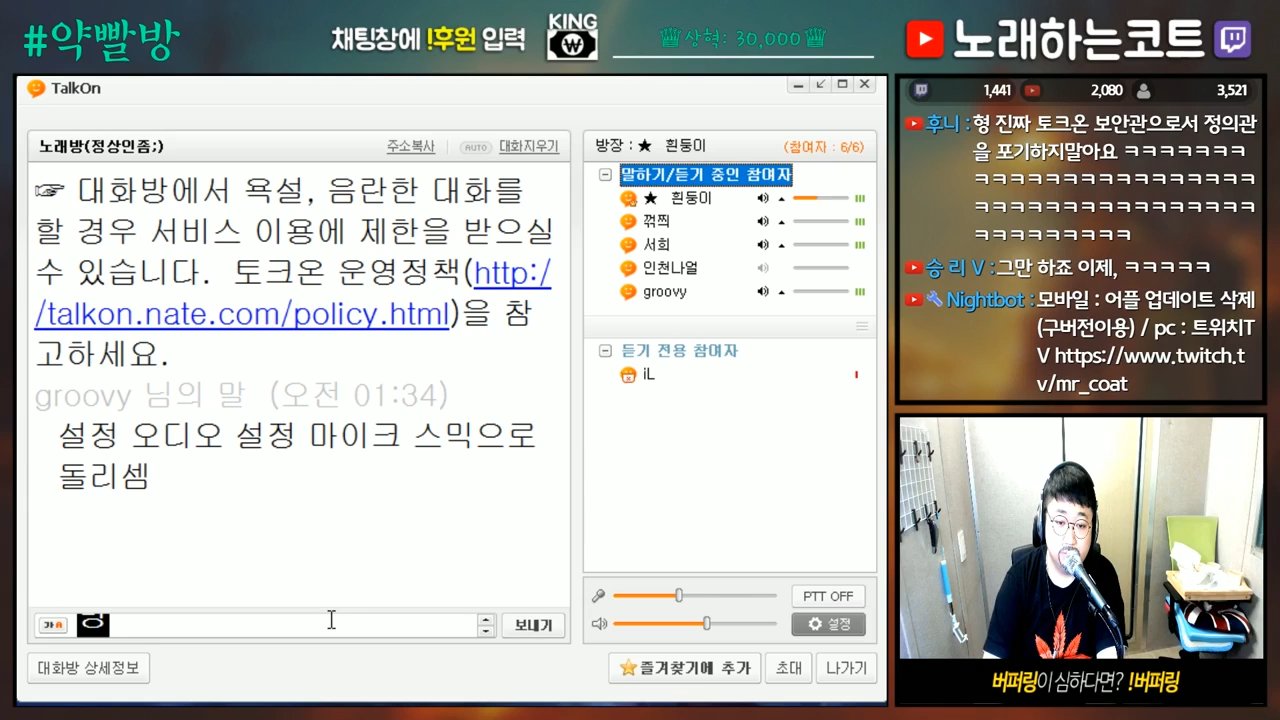 #약빨방
채팅창에 !후원 입력
KING
₩
상혁: 30,000
노래하는코트
TalkOn
노래방(정상인좀;)
주소복사
AUTO
대화지우기
☞ 대화방에서 욕설, 음란한 대화를
할 경우 서비스 이용에 제한을 받으실
수 있습니다. 토크온 운영정책(http:/
/talkon.nate.com/policy.html)을 참
고하세요.
groovy 님의 말 (오전 01:34)
설정 오디오 설정 마이크 스믹으로
돌리셈
가A
ㅎ
보내기
대화방 상세정보
방장 : ★ 흰둥이
(참여자 : 6/6)
말하기/듣기 중인 참여자
★ 흰둥이
꺾찍
서희
인천나얼
groovy
듣기 전용 참여자
iL
PTT OFF
설정
즐겨찾기에 추가
초대
나가기
1,441
2,080
3,521
후니 : 형 진짜 토크온 보안관으로서 정의관
을 포기하지말아요 ㅋㅋㅋㅋㅋㅋㅋ
ㅋㅋㅋㅋㅋㅋㅋㅋㅋㅋㅋㅋㅋㅋㅋㅋ
ㅋㅋㅋㅋㅋㅋㅋㅋㅋㅋㅋㅋㅋㅋㅋㅋ
ㅋㅋㅋㅋㅋㅋㅋㅋㅋ
승 리 V : 그만 하죠 이제, ㅋㅋㅋㅋㅋ
Nightbot : 모바일 : 어플 업데이트 삭제
(구버전이용) / pc : 트위치T
V https://www.twitch.t
v/mr_coat
버퍼링이 심하다면? !버퍼링